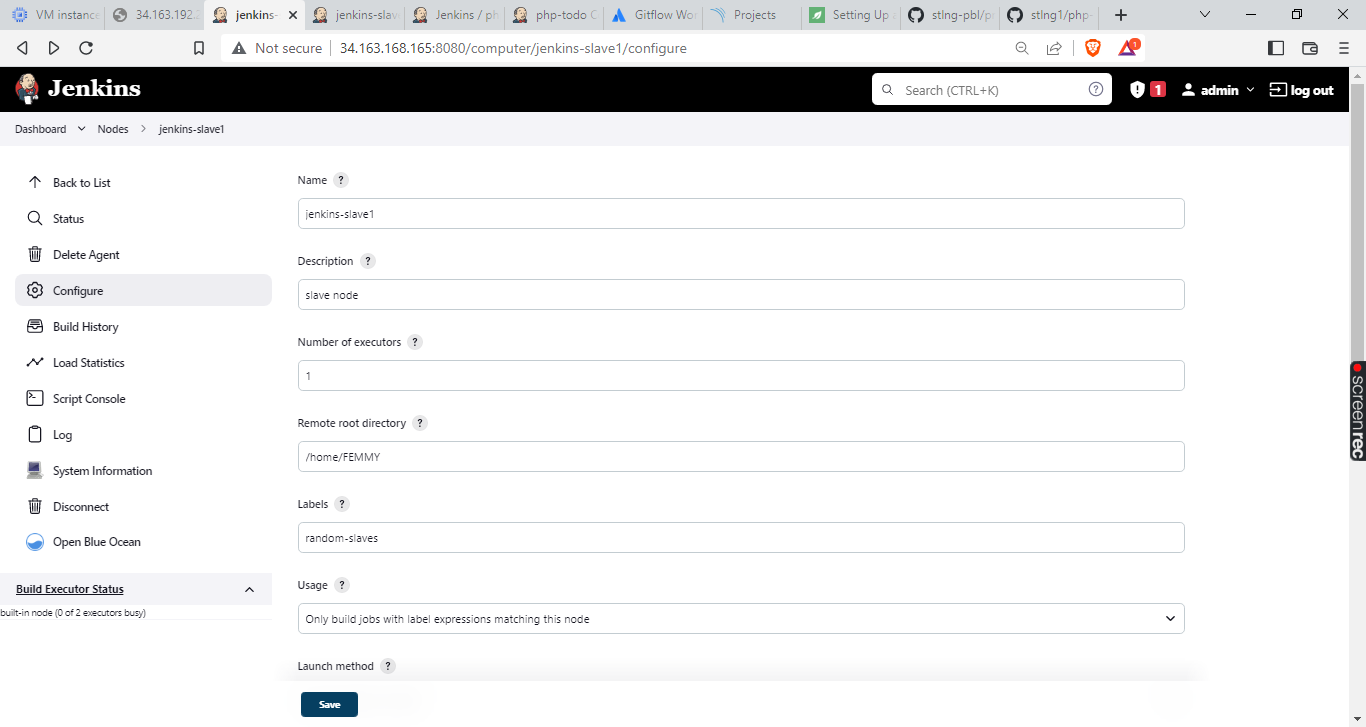 VM instance
34.163.192.
jenkins-
jenkins-slav
Jenkins / ph
php-todo C
Gitflow Wor
Projects
Setting Up a
stlng-pbl/p
stlng1/php-
Not secure
34.163.168.165:8080/computer/jenkins-slave1/configure
1
Jenkins
Search (CTRL+K)
?
1
admin
log out
Dashboard
Nodes
jenkins-slave1
Back to List
Status
Delete Agent
Configure
Build History
Load Statistics
Script Console
Log
System Information
Disconnect
Open Blue Ocean
Build Executor Status
built-in node (0 of 2 executors busy)
Name ?
jenkins-slave1
Description ?
slave node
Number of executors ?
1
Remote root directory ?
/home/FEMMY
Labels ?
random-slaves
Usage ?
Only build jobs with label expressions matching this node
Launch method ?
Save
screenrec